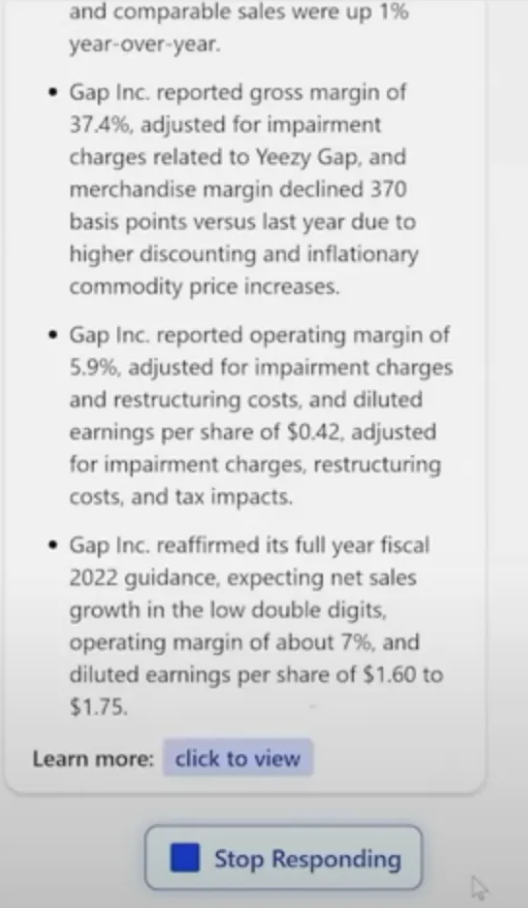 and comparable sales were up 1%
year-over-year.
• Gap Inc. reported gross margin of
37.4%, adjusted for impairment
charges related to Yeezy Gap, and
merchandise margin declined 370
basis points versus last year due to
higher discounting and inflationary
commodity price increases.
• Gap Inc. reported operating margin of
5.9%, adjusted for impairment charges
and restructuring costs, and diluted
earnings per share of $0.42, adjusted
for impairment charges, restructuring
costs, and tax impacts.
• Gap Inc. reaffirmed its full year fiscal
2022 guidance, expecting net sales
growth in the low double digits,
operating margin of about 7%, and
diluted earnings per share of $1.60 to
$1.75.
Learn more: click to view
Stop Responding